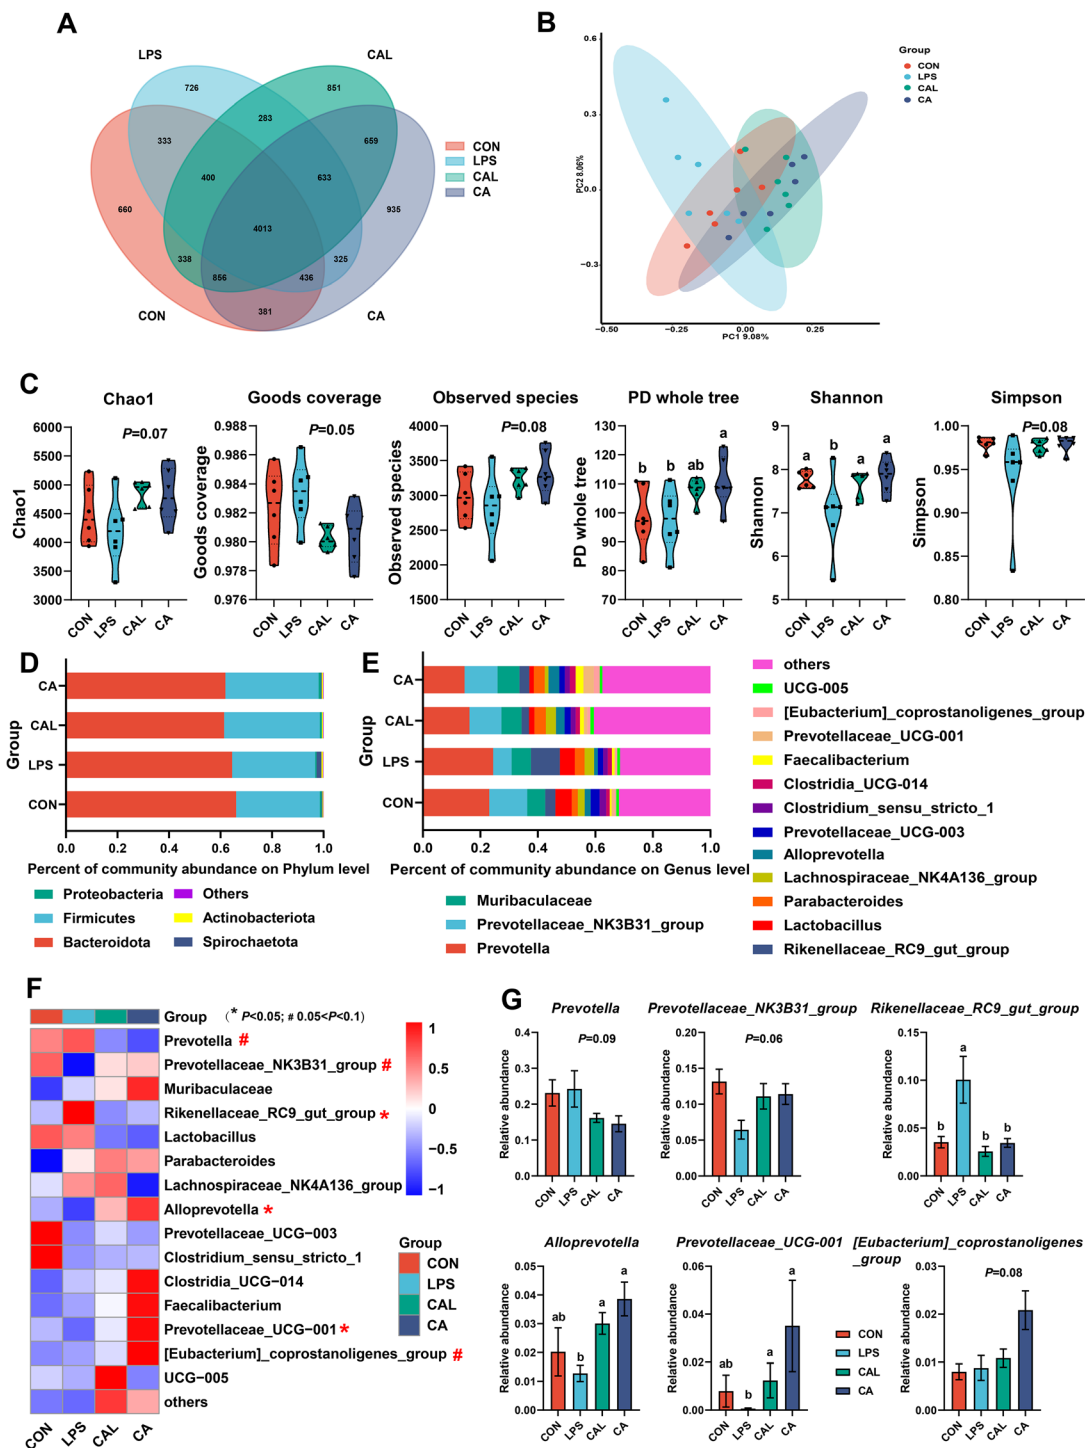 A
LPS
CAL
726
851
283
333
659
400
633
660
935
4013
338
325
856
436
381
CON
CA
CON
LPS
CAL
CA
B
Group
CON
LPS
CAL
CA
0.6
0.3
0.0
−0.3
PC2 8.06%
−0.50
−0.25
0.00
0.25
PC1 9.08%
C
Chao1
P=0.07
Chao1
6000
5000
4000
3000
CON
LPS
CAL
CA
Goods coverage
P=0.05
Goods coverage
0.988
0.986
0.984
0.982
0.980
0.978
0.976
CON
LPS
CAL
CA
Observed species
P=0.08
Observed species
4000
3500
3000
2500
2000
1500
CON
LPS
CAL
CA
PD whole tree
PD whole tree
130
120
110
100
90
80
70
b
b
ab
a
CON
LPS
CAL
CA
Shannon
Shannon
9
8
7
6
5
a
b
a
a
CON
LPS
CAL
CA
Simpson
P=0.08
Simpson
1.00
0.95
0.90
0.85
0.80
CON
LPS
CAL
CA
D
Group
CA
CAL
LPS
CON
0.0
0.2
0.4
0.6
0.8
1.0
Percent of community abundance on Phylum level
Proteobacteria
Others
Firmicutes
Actinobacteriota
Bacteroidota
Spirochaetota
E
Group
CA
CAL
LPS
CON
0.0
0.2
0.4
0.6
0.8
1.0
Percent of community abundance on Genus level
Muribaculaceae
Prevotellaceae_NK3B31_group
Prevotella
others
UCG-005
[Eubacterium]_coprostanoligenes_group
Prevotellaceae_UCG-001
Faecalibacterium
Clostridia_UCG-014
Clostridium_sensu_stricto_1
Prevotellaceae_UCG-003
Alloprevotella
Lachnospiraceae_NK4A136_group
Parabacteroides
Lactobacillus
Rikenellaceae_RC9_gut_group
F
Group (* P<0.05; # 0.05<P<0.1)
Prevotella #
Prevotellaceae_NK3B31_group #
Muribaculaceae
Rikenellaceae_RC9_gut_group *
Lactobacillus
Parabacteroides
Lachnospiraceae_NK4A136_group
Alloprevotella *
Prevotellaceae_UCG−003
Clostridium_sensu_stricto_1
Clostridia_UCG−014
Faecalibacterium
Prevotellaceae_UCG−001 *
[Eubacterium]_coprostanoligenes_group #
UCG−005
others
CON
LPS
CAL
CA
1
0.5
0
−0.5
−1
Group
CON
LPS
CAL
CA
G
Prevotella
P=0.09
Relative abundance
0.4
0.3
0.2
0.1
0.0
CON
LPS
CAL
CA
Prevotellaceae_NK3B31_group
P=0.06
Relative abundance
0.20
0.15
0.10
0.05
0.00
CON
LPS
CAL
CA
Rikenellaceae_RC9_gut_group
Relative abundance
0.15
0.10
0.05
0.00
b
a
b
b
CON
LPS
CAL
CA
Alloprevotella
Relative abundance
0.05
0.04
0.03
0.02
0.01
0.00
ab
b
a
a
CON
LPS
CAL
CA
Prevotellaceae_UCG-001
Relative abundance
0.06
0.04
0.02
0.00
ab
b
a
a
CON
LPS
CAL
CA
[Eubacterium]_coprostanoligenes
_group
P=0.08
Relative abundance
0.03
0.02
0.01
0.00
CON
LPS
CAL
CA
CON
LPS
CAL
CA